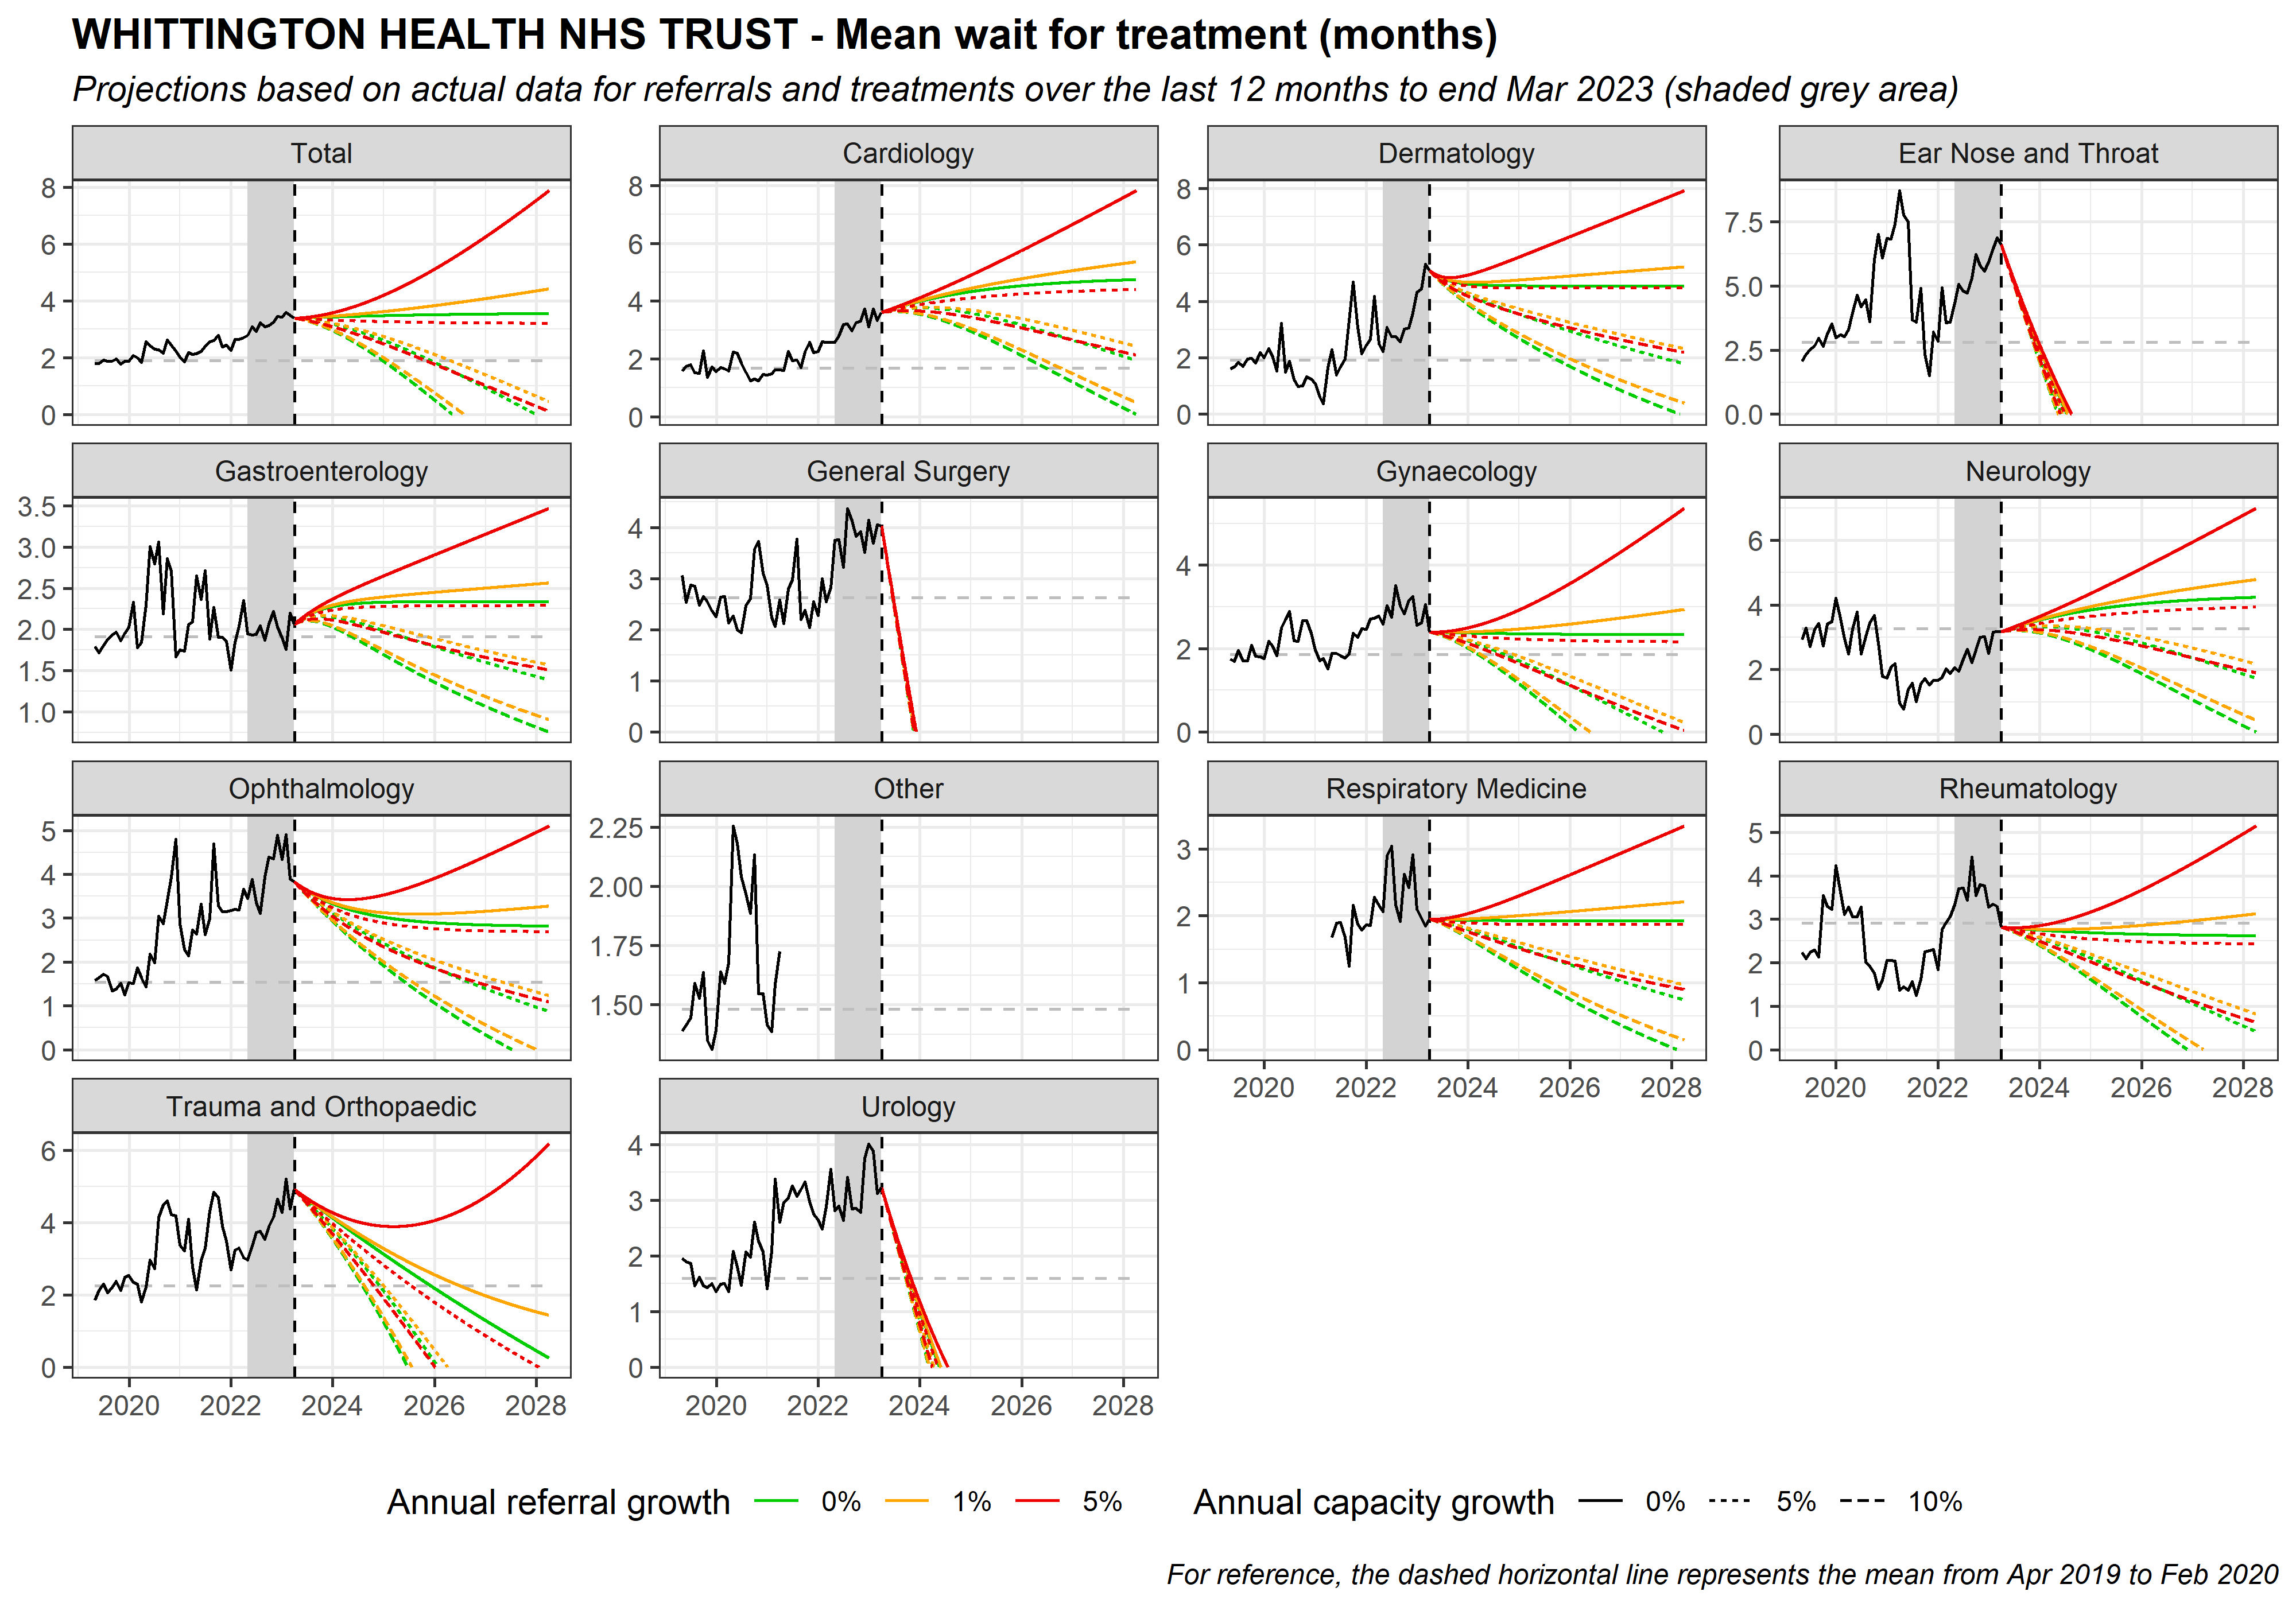 WHITTINGTON HEALTH NHS TRUST - Mean wait for treatment (months)
Projections based on actual data for referrals and treatments over the last 12 months to end Mar 2023 (shaded grey area)
Total
8
6
4
2
0
Cardiology
8
6
4
2
0
Dermatology
8
6
4
2
0
Ear Nose and Throat
7.5
5.0
2.5
0.0
Gastroenterology
3.5
3.0
2.5
2.0
1.5
1.0
General Surgery
4
3
2
1
0
Gynaecology
4
2
0
Neurology
6
4
2
0
Ophthalmology
5
4
3
2
1
0
Other
2.25
2.00
1.75
1.50
Respiratory Medicine
3
2
1
0
2020 2022 2024 2026 2028
Rheumatology
5
4
3
2
1
0
2020 2022 2024 2026 2028
Trauma and Orthopaedic
6
4
2
0
2020 2022 2024 2026 2028
Urology
4
3
2
1
0
2020 2022 2024 2026 2028
Annual referral growth 0% 1% 5%
Annual capacity growth 0% 5% 10%
For reference, the dashed horizontal line represents the mean from Apr 2019 to Feb 2020